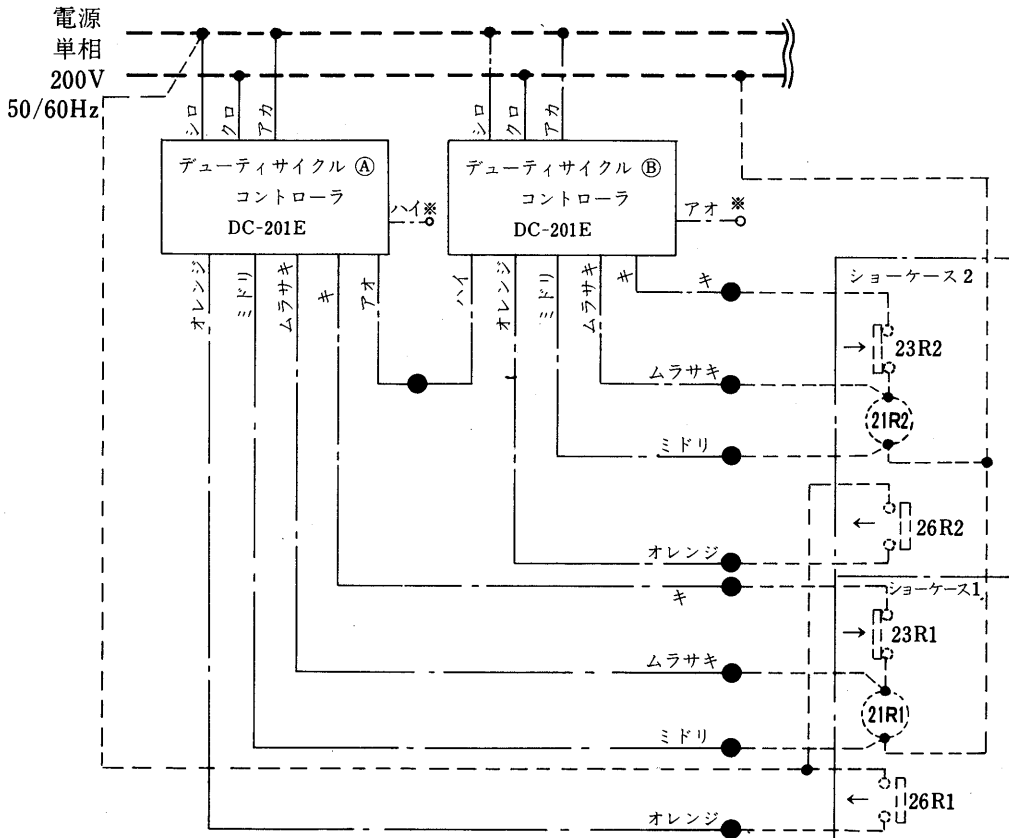 電源
単相
200V
50/60Hz
シロ
クロ
アカ
シロ
クロ
アカ
デューティサイクル Ⓐ
コントローラ
DC-201E
ハイ※
デューティサイクル Ⓑ
コントローラ
DC-201E
アオ ※
オレンジ
ミドリ
ムラサキ
キ
アオ
ハイ
オレンジ
ミドリ
ムラサキ
キ
キ
ショーケース 2
→ 23R2
ムラサキ
21R2
ミドリ
← 26R2
オレンジ
キ
ショーケース1
→ 23R1
ムラサキ
21R1
ミドリ
← 26R1
オレンジ